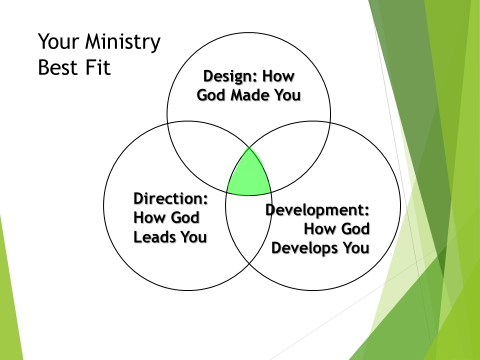 Your Ministry
Best Fit
Design: How
God Made You
Direction:
How God
Leads You
Development:
How God
Develops You